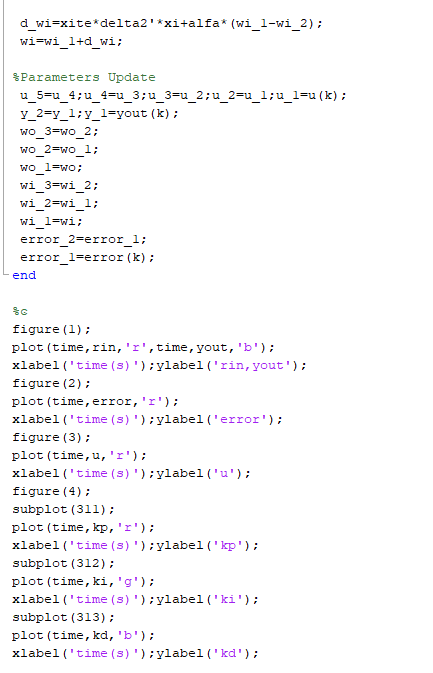 d_wi=xite*delta2'*xi+alfa*(wi_1-wi_2);
wi=wi_1+d_wi;
%Parameters Update
u_5=u_4;u_4=u_3;u_3=u_2;u_2=u_1;u_1=u(k);
y_2=y_1;y_1=yout(k);
wo_3=wo_2;
wo_2=wo_1;
wo_1=wo;
wi_3=wi_2;
wi_2=wi_1;
wi_1=wi;
error_2=error_1;
error_1=error(k);
end
%c
figure(1);
plot(time,rin,'r',time,yout,'b');
xlabel('time(s)');ylabel('rin,yout');
figure(2);
plot(time,error,'r');
xlabel('time(s)');ylabel('error');
figure(3);
plot(time,u,'r');
xlabel('time(s)');ylabel('u');
figure(4);
subplot(311);
plot(time,kp,'r');
xlabel('time(s)');ylabel('kp');
subplot(312);
plot(time,ki,'g');
xlabel('time(s)');ylabel('ki');
subplot(313);
plot(time,kd,'b');
xlabel('time(s)');ylabel('kd');